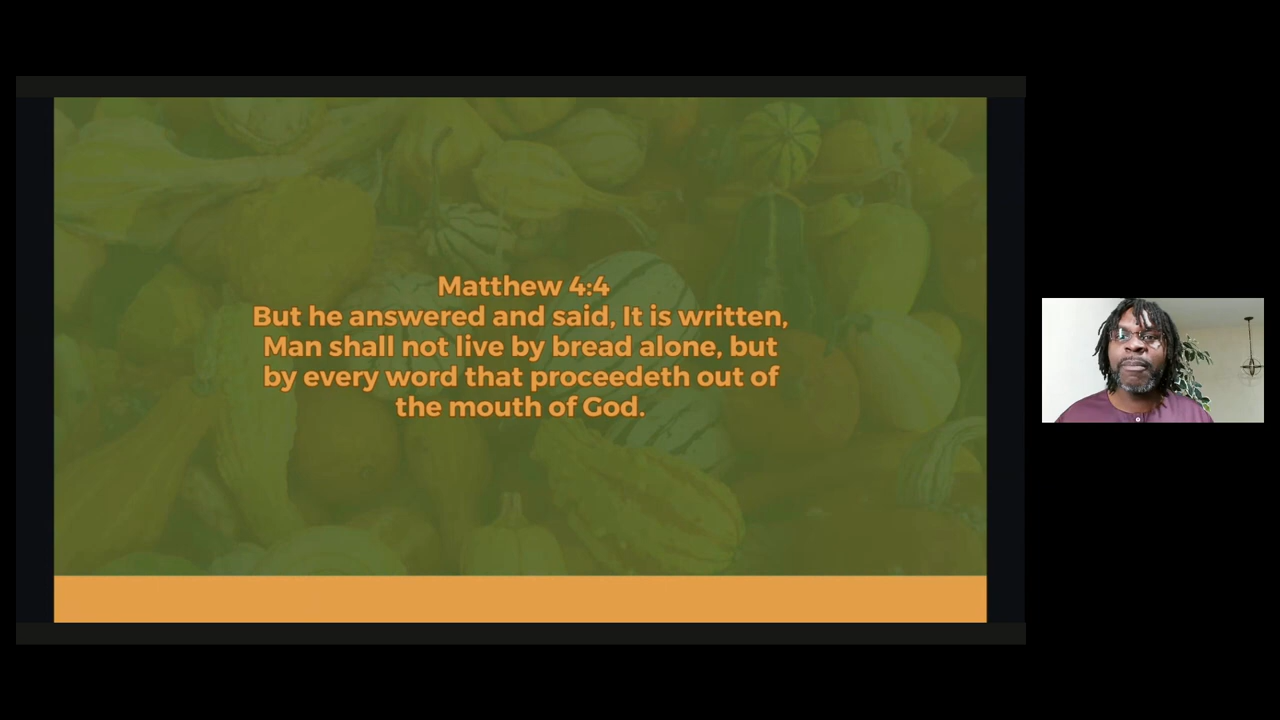 Matthew 4:4
But he answered and said, It is written,
Man shall not live by bread alone, but
by every word that proceedeth out of
the mouth of God.